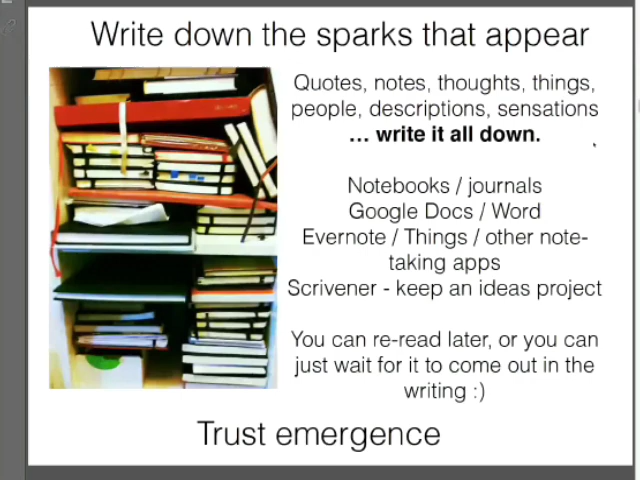 Write down the sparks that appear
Quotes, notes, thoughts, things,
people, descriptions, sensations
... write it all down.
Notebooks / journals
Google Docs / Word
Evernote / Things / other note-
taking apps
Scrivener - keep an ideas project
You can re-read later, or you can
just wait for it to come out in the
writing :)
Trust emergence